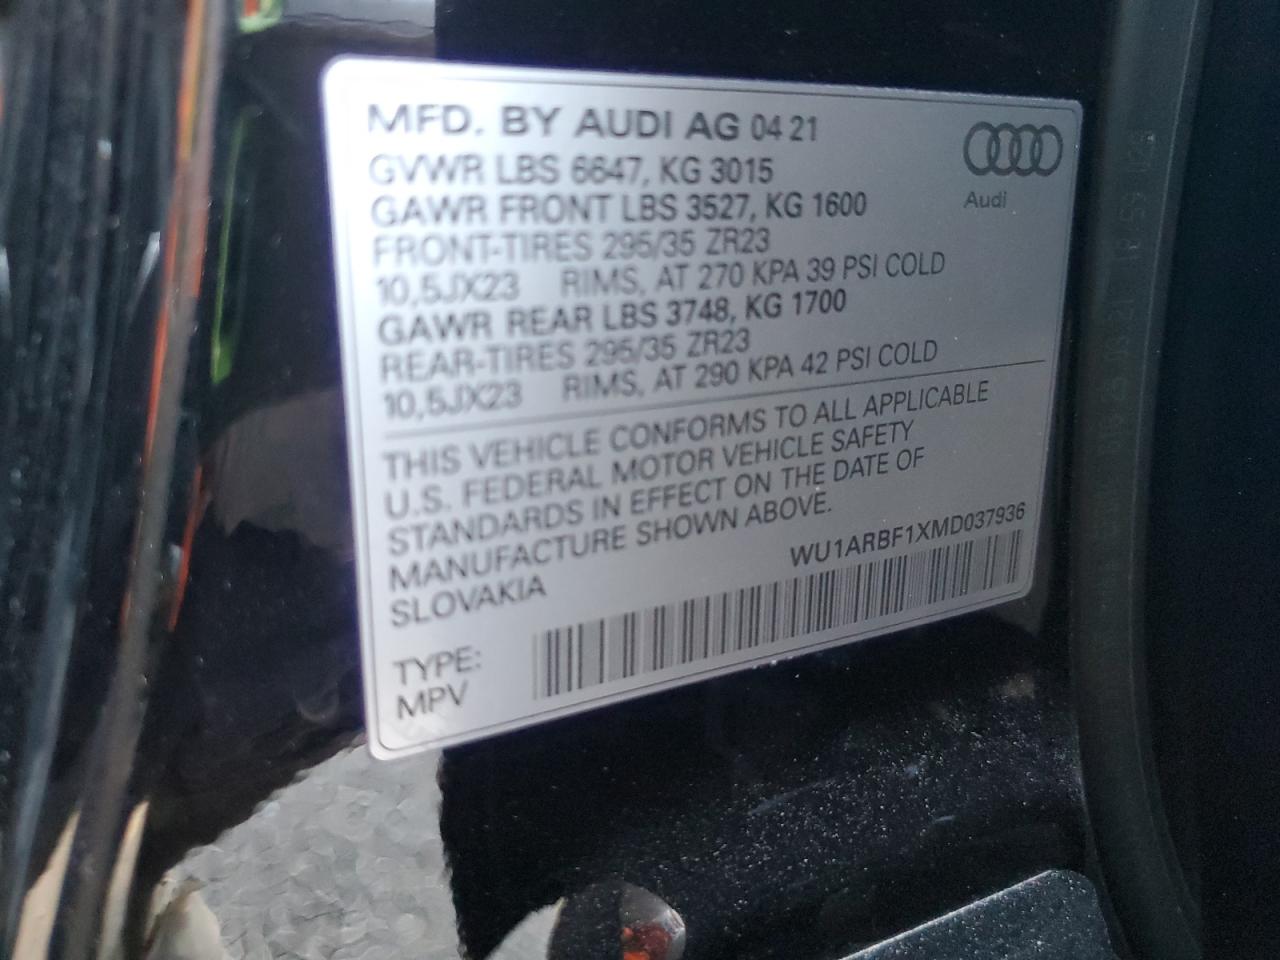 MFD. BY AUDI AG 04 21
GVWR LBS 6647, KG 3015
GAWR FRONT LBS 3527, KG 1600
FRONT-TIRES 295/35 ZR23
10,5JX23 RIMS, AT 270 KPA 39 PSI COLD
GAWR REAR LBS 3748, KG 1700
REAR-TIRES 295/35 ZR23
10,5JX23 RIMS, AT 290 KPA 42 PSI COLD
Audi
THIS VEHICLE CONFORMS TO ALL APPLICABLE
U.S. FEDERAL MOTOR VEHICLE SAFETY
STANDARDS IN EFFECT ON THE DATE OF
MANUFACTURE SHOWN ABOVE.
SLOVAKIA
WU1ARBF1XMD037936
TYPE:
MPV